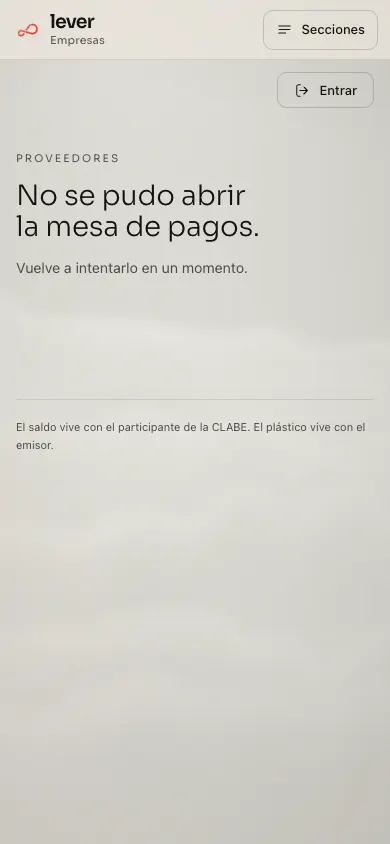 lever
Empresas
Secciones
Entrar
PROVEEDORES
No se pudo abrir
la mesa de pagos.
Vuelve a intentarlo en un momento.
El saldo vive con el participante de la CLABE. El plástico vive con el
emisor.